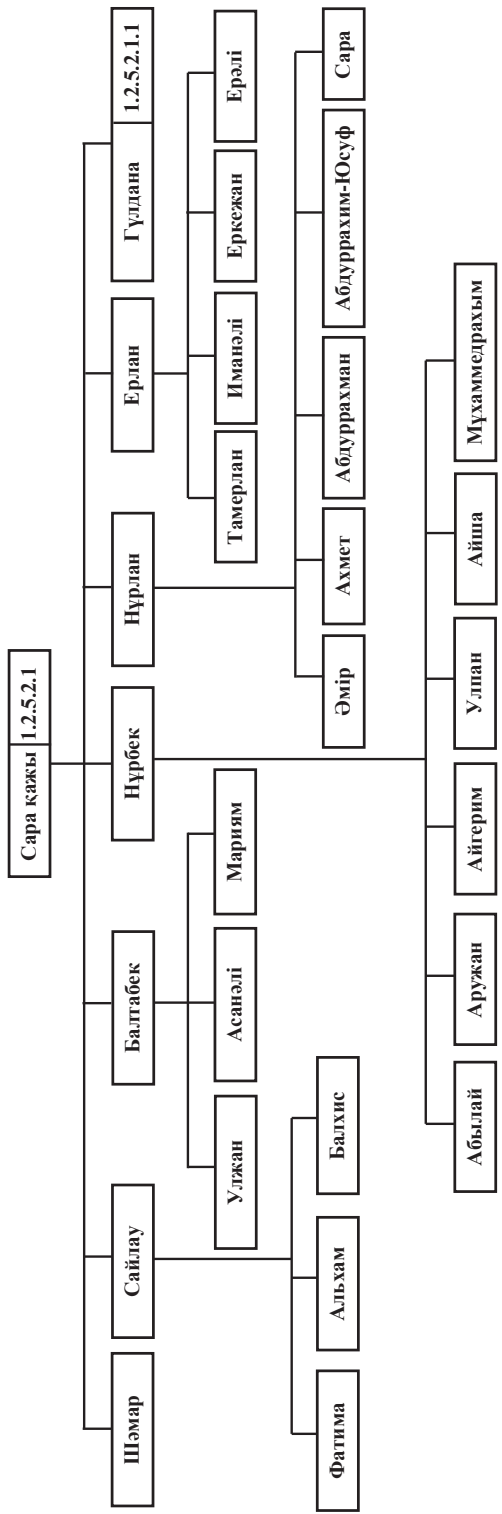 Сара қажы 1.2.5.2.1
Шәмар Сайлау Балтабек Нұрбек Нұрлан Ерлан Гүлдана 1.2.5.2.1.1
Улжан Асанәлі Мариям Тамерлан Иманәлі Еркежан Ерәлі
Фатима Альхам Балхис Әмір Ахмет Абдуррахман Абдуррахим-Юсуф Сара
Абылай Аружан Айгерим Улпан Айша Мұхаммедрахым